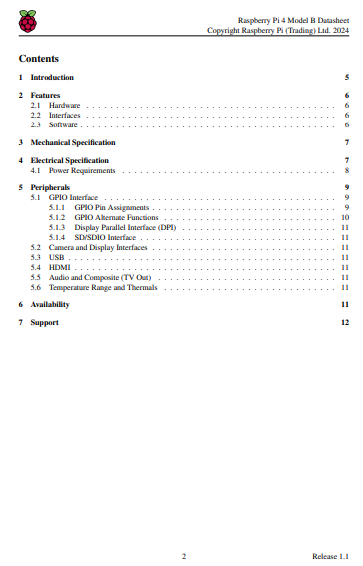 Raspberry Pi 4 Model B Datasheet
Copyright Raspberry Pi (Trading) Ltd. 2024
Contents
1 Introduction 5
2 Features 6
2.1 Hardware . . . . . . . . . . . . . . . . . . . . . . . . . . . . . . . . . . 6
2.2 Interfaces . . . . . . . . . . . . . . . . . . . . . . . . . . . . . . . . . . 6
2.3 Software . . . . . . . . . . . . . . . . . . . . . . . . . . . . . . . . . . 6
3 Mechanical Specification 7
4 Electrical Specification 7
4.1 Power Requirements . . . . . . . . . . . . . . . . . . . . . . . . . . . . 8
5 Peripherals 9
5.1 GPIO Interface . . . . . . . . . . . . . . . . . . . . . . . . . . . . . . . 9
5.1.1 GPIO Pin Assignments . . . . . . . . . . . . . . . . . . . . . . . . 9
5.1.2 GPIO Alternate Functions . . . . . . . . . . . . . . . . . . . . . . 10
5.1.3 Display Parallel Interface (DPI) . . . . . . . . . . . . . . . . . . . 11
5.1.4 SD/SDIO Interface . . . . . . . . . . . . . . . . . . . . . . . . . . 11
5.2 Camera and Display Interfaces . . . . . . . . . . . . . . . . . . . . . . . 11
5.3 USB . . . . . . . . . . . . . . . . . . . . . . . . . . . . . . . . . . . . 11
5.4 HDMI . . . . . . . . . . . . . . . . . . . . . . . . . . . . . . . . . . . 11
5.5 Audio and Composite (TV Out) . . . . . . . . . . . . . . . . . . . . . . 11
5.6 Temperature Range and Thermals . . . . . . . . . . . . . . . . . . . . . 11
6 Availability 11
7 Support 12
2 Release 1.1